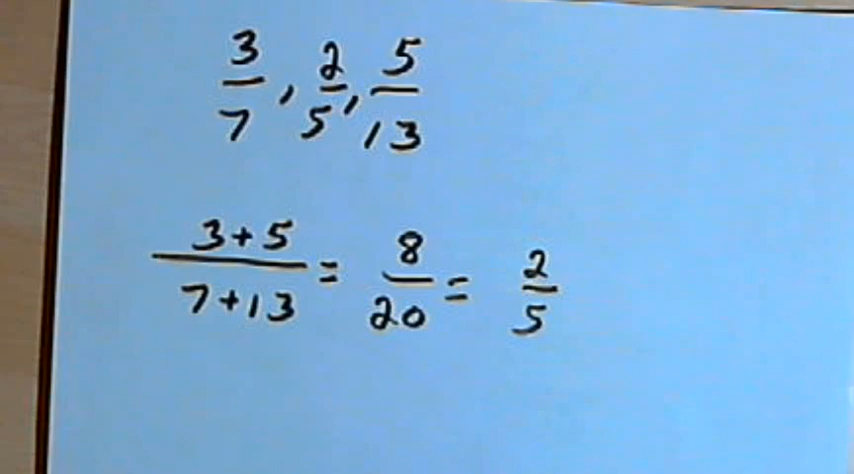 3/7, 2/5, 5/13
(3+5)/(7+13) = 8/20 = 2/5